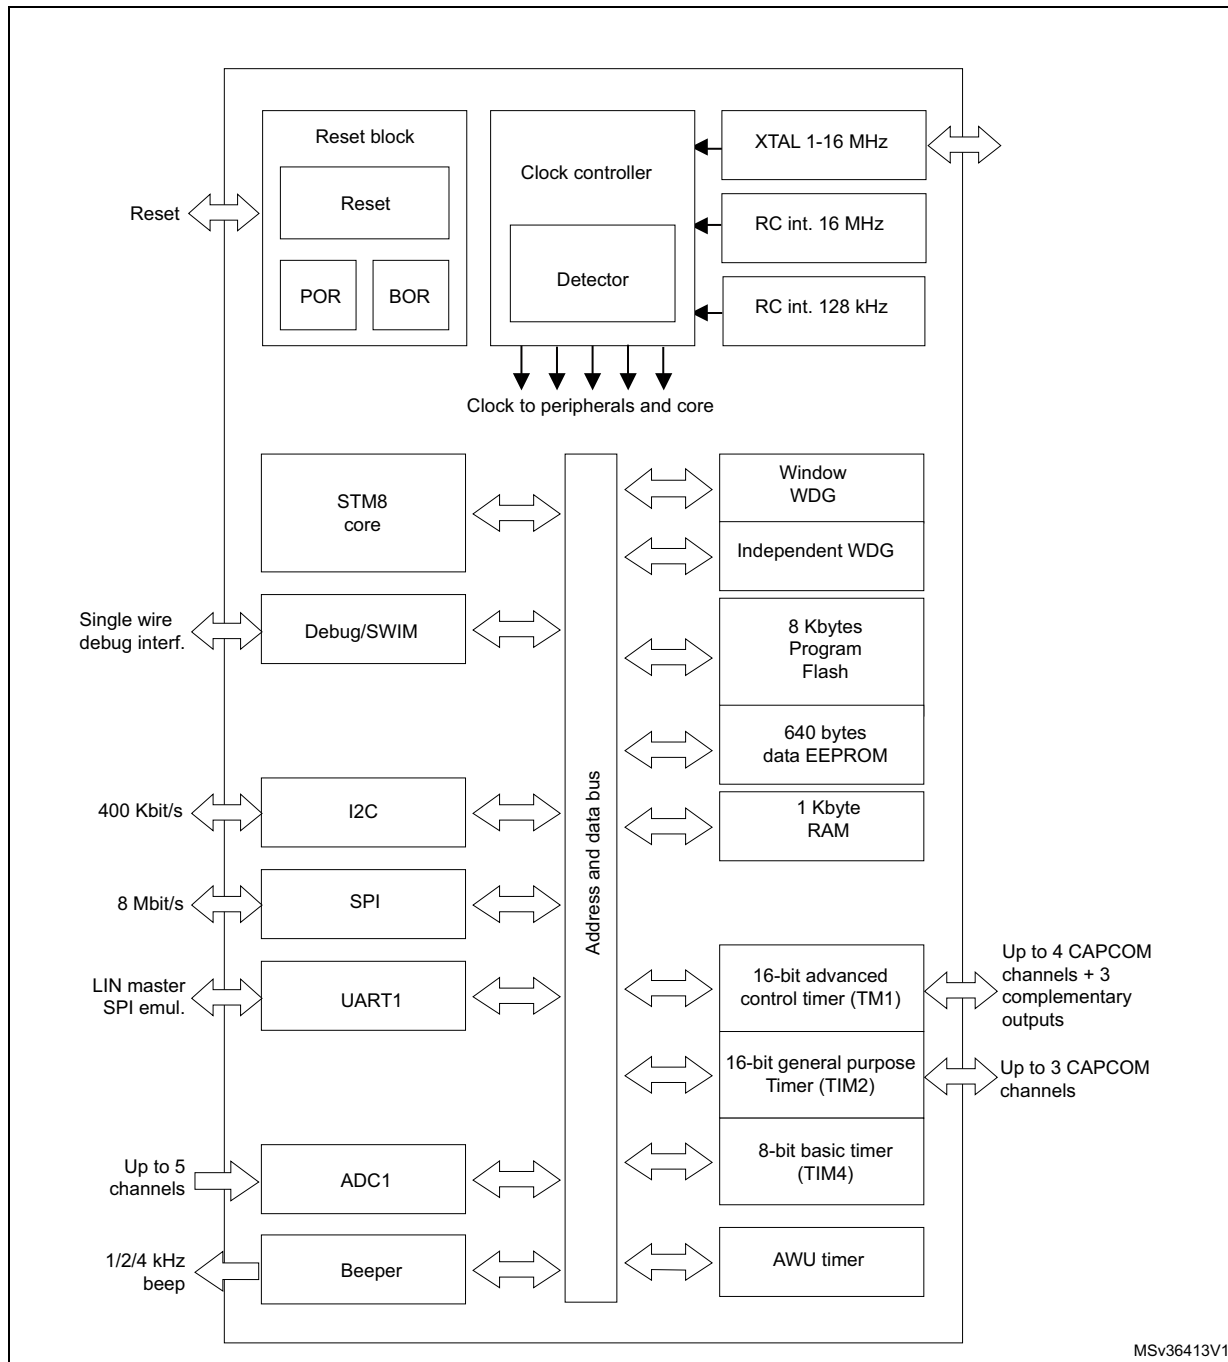 Reset block
Reset
POR
BOR
Reset
Clock controller
Detector
XTAL 1-16 MHz
RC int. 16 MHz
RC int. 128 kHz
Clock to peripherals and core
STM8
core
Single wire
debug interf.
Debug/SWIM
400 Kbit/s
I2C
8 Mbit/s
SPI
LIN master
SPI emul.
UART1
Up to 5
channels
ADC1
1/2/4 kHz
beep
Beeper
Address and data bus
Window
WDG
Independent WDG
8 Kbytes
Program
Flash
640 bytes
data EEPROM
1 Kbyte
RAM
16-bit advanced
control timer (TM1)
Up to 4 CAPCOM
channels + 3
complementary
outputs
16-bit general purpose
Timer (TIM2)
Up to 3 CAPCOM
channels
8-bit basic timer
(TIM4)
AWU timer
MSv36413V1